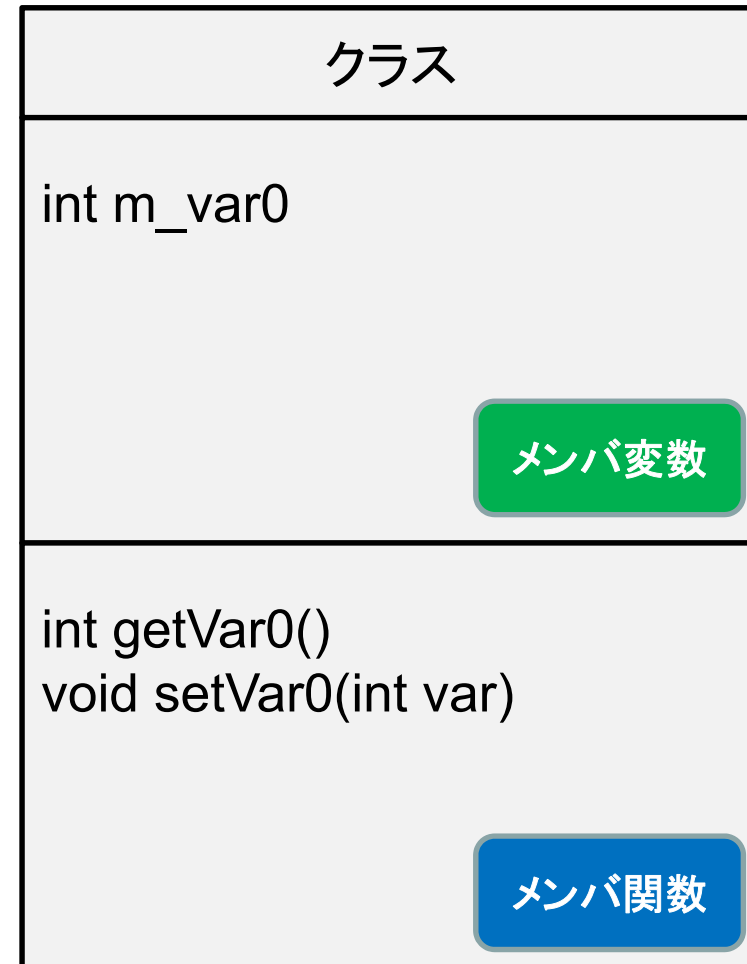 クラス
int m_var0
メンバ変数
int getVar0()
void setVar0(int var)
メンバ関数